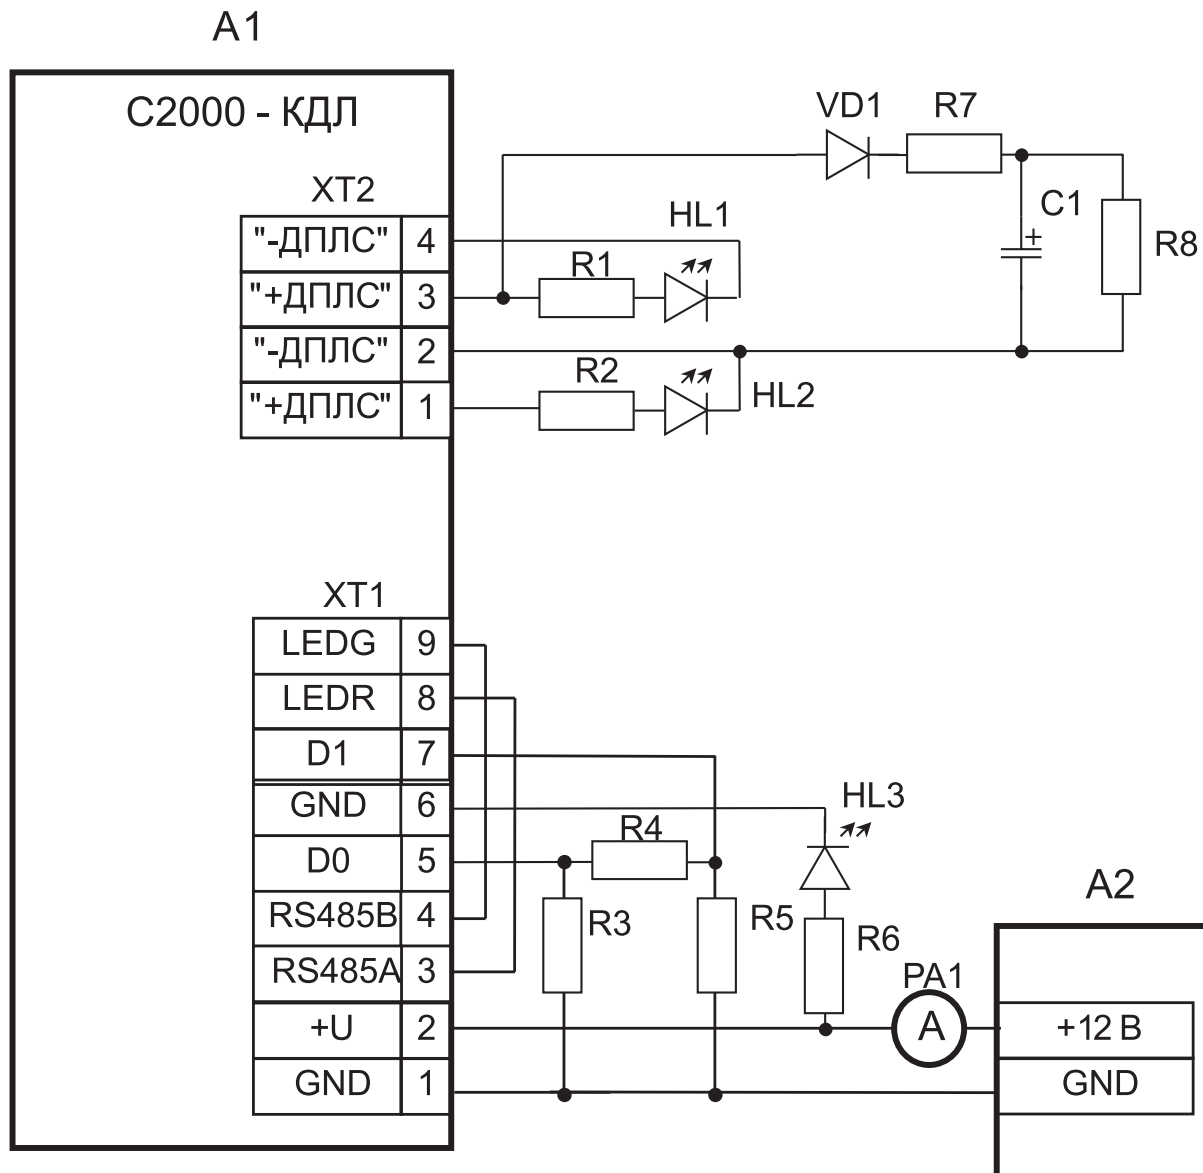 A1
C2000 - КДЛ
VD1
R7
XT2
HL1
C1
+
"-ДПЛС" 4
R1
R8
"+ДПЛС" 3
"-ДПЛС" 2
R2
HL2
"+ДПЛС" 1
XT1
LEDG 9
LEDR 8
D1 7
HL3
GND 6
R4
D0 5
A2
RS485B 4
R3
R5
R6
RS485A 3
PA1
+U 2
A
+12 В
GND 1
GND